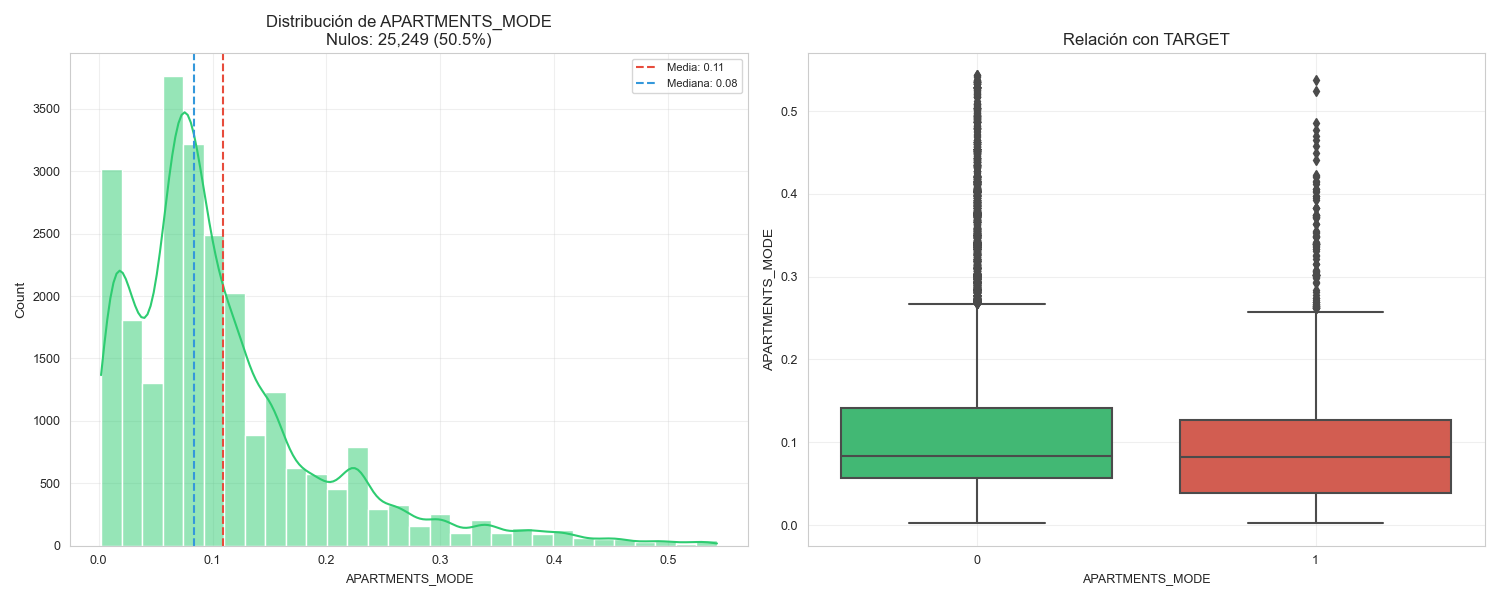 Distribución de APARTMENTS_MODE
Nulos: 25,249 (50.5%)
Media: 0.11
Mediana: 0.08
3500
3000
2500
2000
1500
1000
500
0
Count
0.0
0.1
0.2
0.3
0.4
0.5
APARTMENTS_MODE
Relación con TARGET
0.5
0.4
0.3
0.2
0.1
0.0
APARTMENTS_MODE
0
1
APARTMENTS_MODE